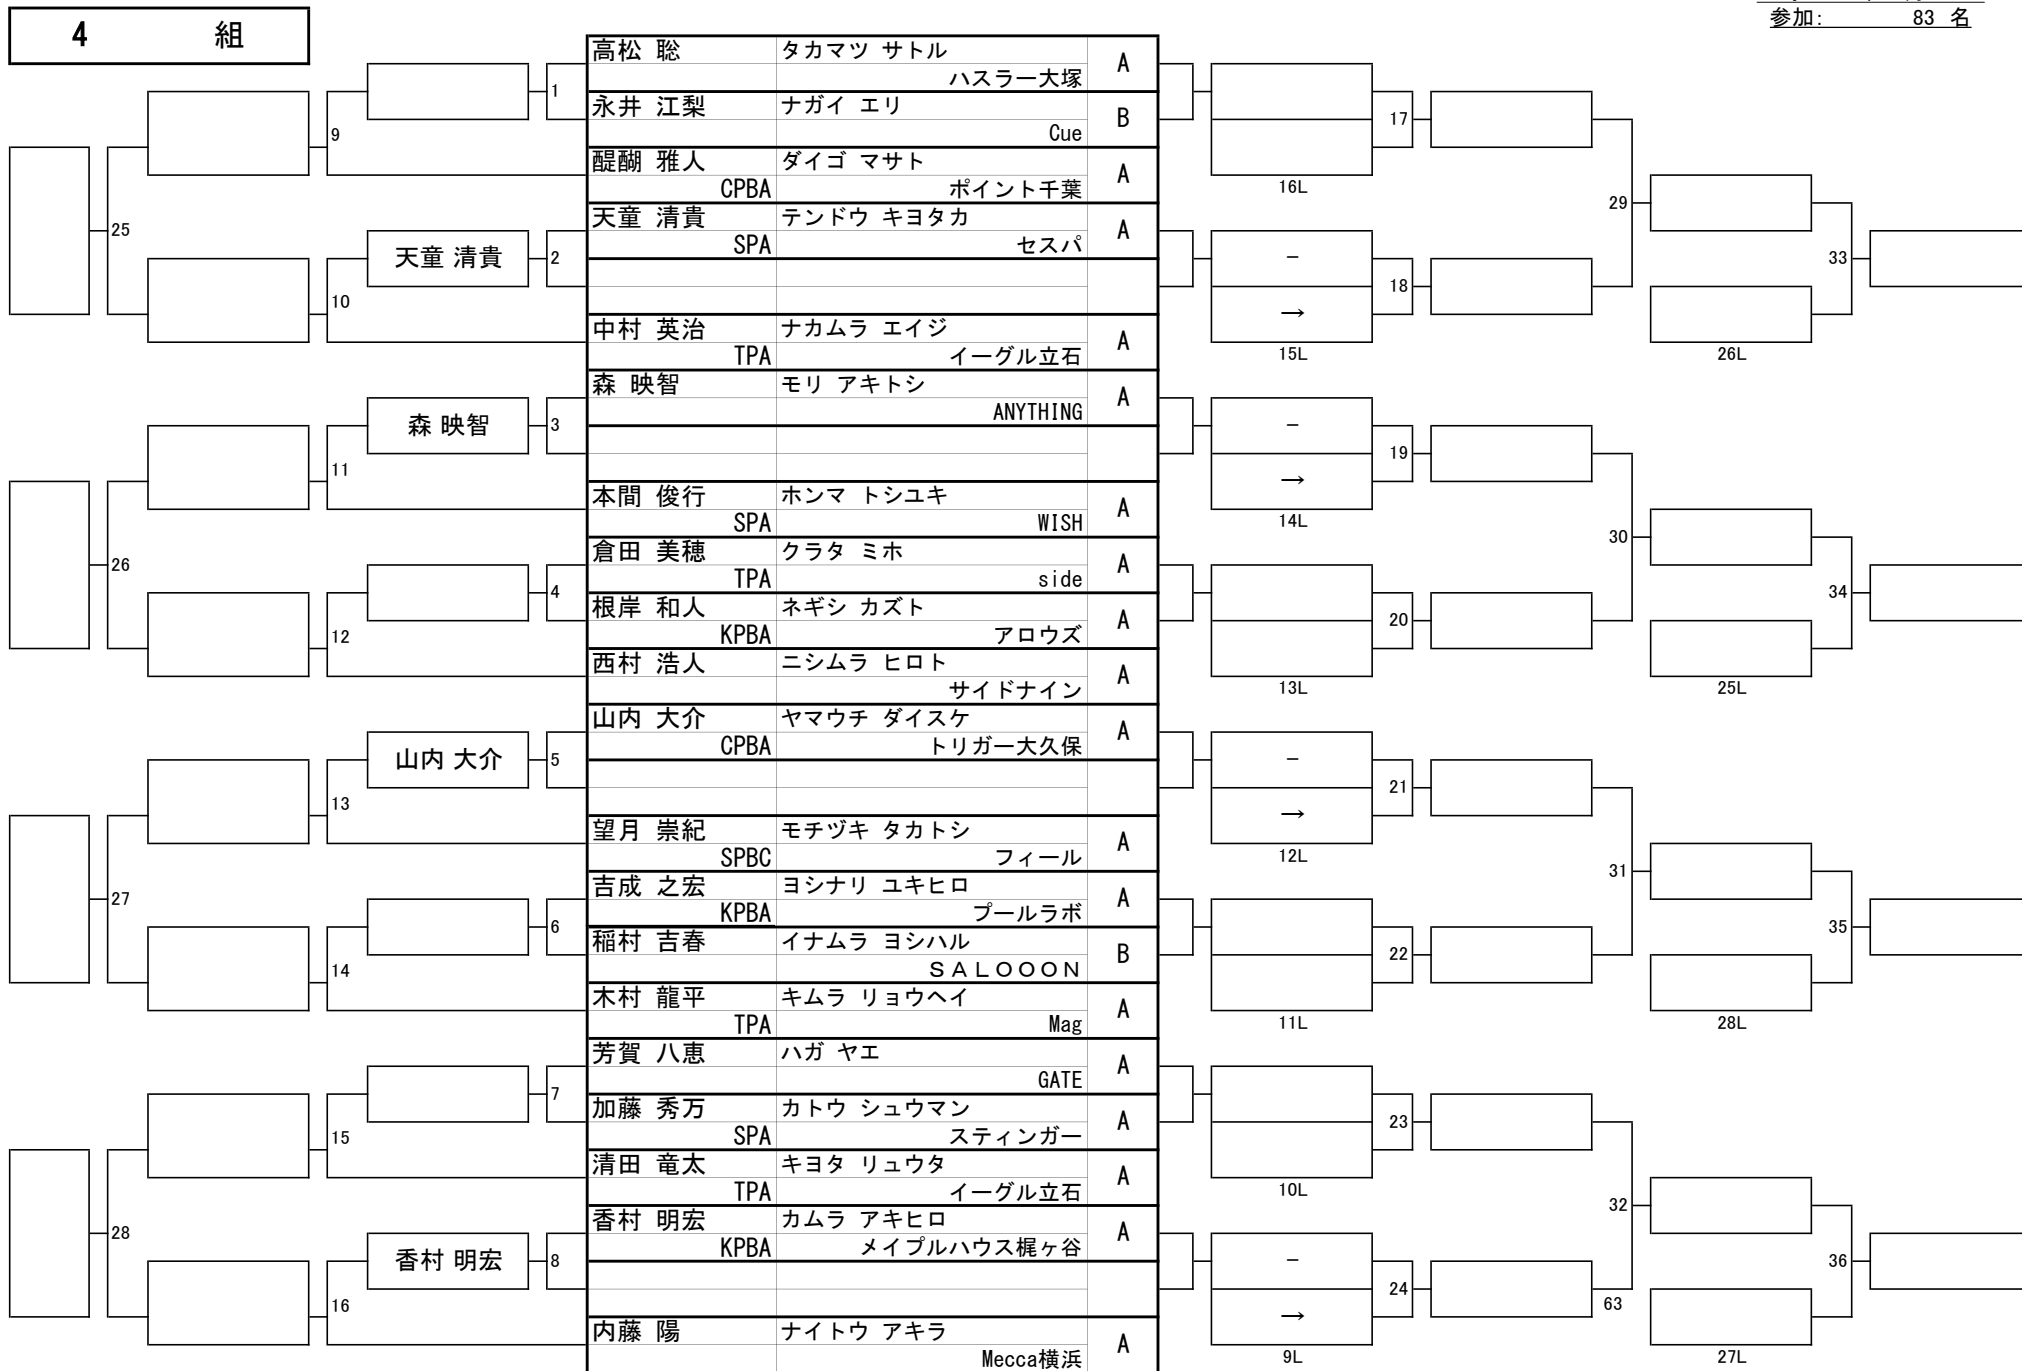 4 組
参加: 83 名
高松 聡 タカマツ サトル A
ハスラー大塚
永井 江梨 ナガイ エリ B
Cue
醍醐 雅人 ダイゴ マサト A
CPBA ポイント千葉
天童 清貴 テンドウ キヨタカ A
SPA セスパ
中村 英治 ナカムラ エイジ A
TPA イーグル立石
森 映智 モリ アキトシ A
ANYTHING
本間 俊行 ホンマ トシユキ A
SPA WISH
倉田 美穂 クラタ ミホ A
TPA side
根岸 和人 ネギシ カズト A
KPBA アロウズ
西村 浩人 ニシムラ ヒロト A
サイドナイン
山内 大介 ヤマウチ ダイスケ A
CPBA トリガー大久保
望月 崇紀 モチヅキ タカトシ A
SPBC フィール
吉成 之宏 ヨシナリ ユキヒロ A
KPBA プールラボ
稲村 吉春 イナムラ ヨシハル B
ＳＡＬＯＯＯＮ
木村 龍平 キムラ リョウヘイ A
TPA Mag
芳賀 八恵 ハガ ヤエ A
GATE
加藤 秀万 カトウ シュウマン A
SPA スティンガー
清田 竜太 キヨタ リュウタ A
TPA イーグル立石
香村 明宏 カムラ アキヒロ A
KPBA メイプルハウス梶ヶ谷
内藤 陽 ナイトウ アキラ A
Mecca横浜
1
天童 清貴 2
森 映智 3
4
山内 大介 5
6
7
香村 明宏 8
9
10
11
12
13
14
15
16
25
26
27
28
16L
－
→
15L
－
→
14L
13L
－
→
12L
11L
10L
－
→
9L
17
18
19
20
21
22
23
24
63
29
30
31
32
26L
25L
28L
27L
33
34
35
36